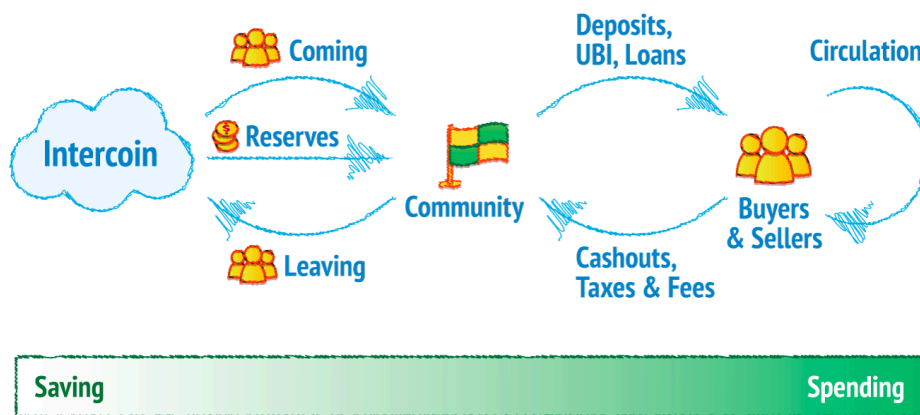 Coming
Deposits,
UBI, Loans
Circulation
Intercoin
Reserves
Community
Buyers
& Sellers
Leaving
Cashouts,
Taxes & Fees
Saving
Spending